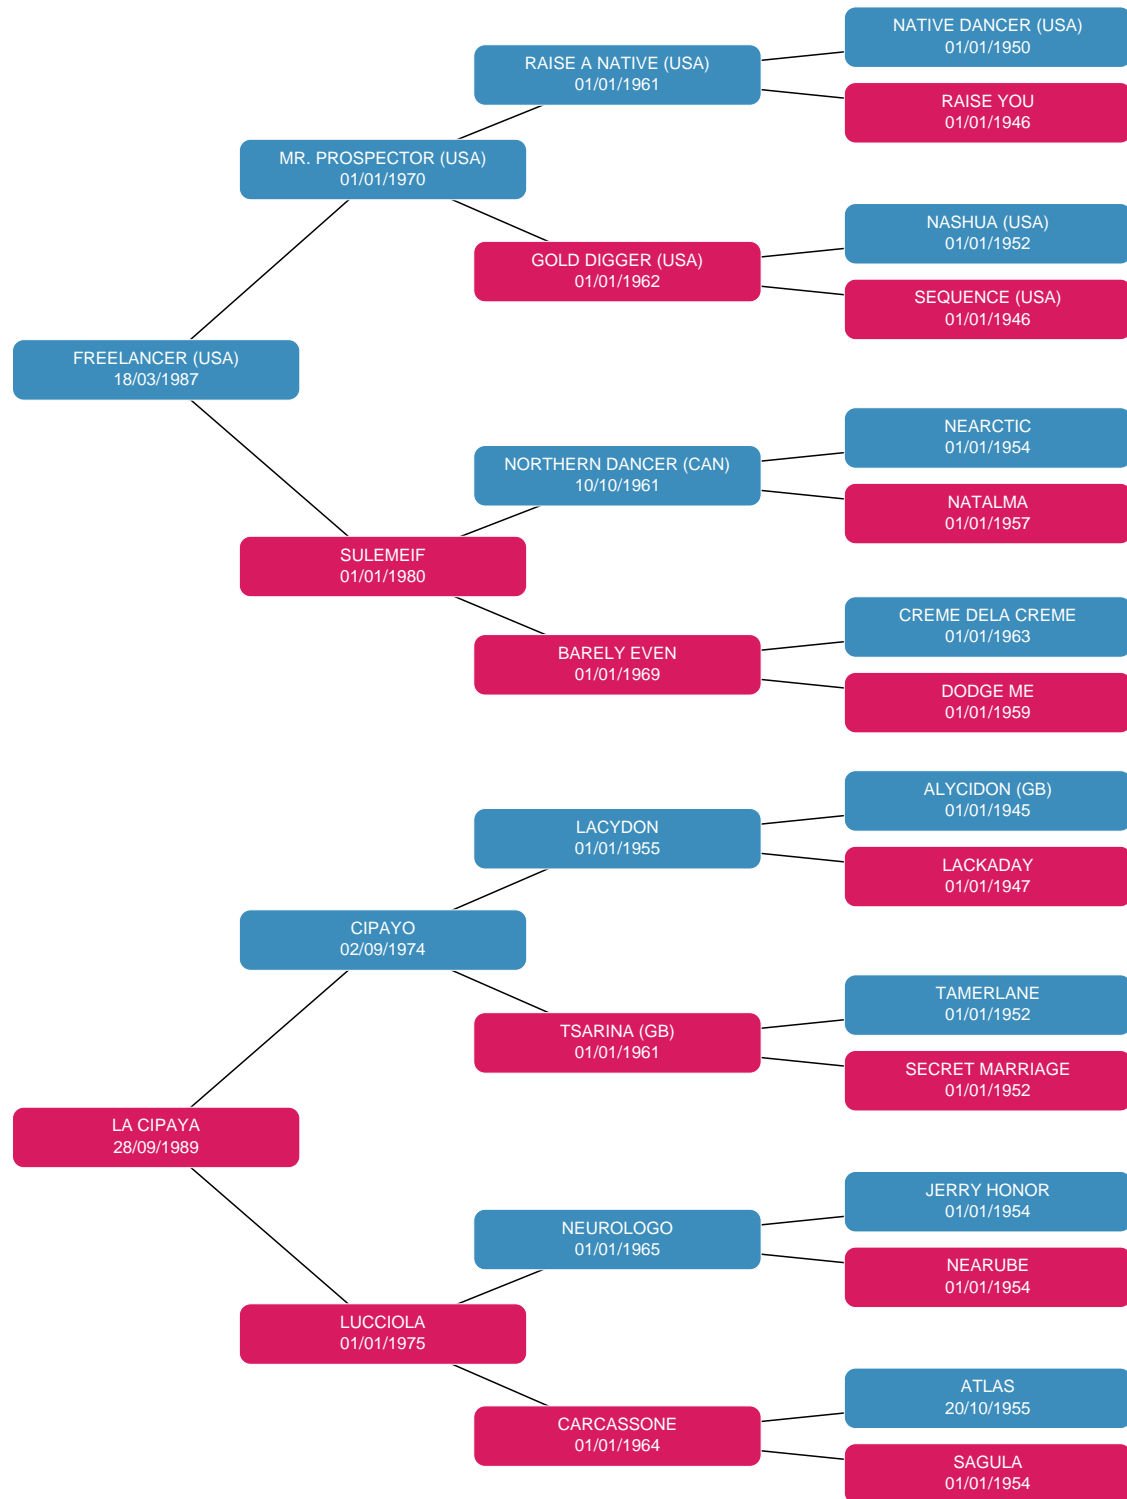 NATIVE DANCER (USA)
01/01/1950
RAISE A NATIVE (USA)
01/01/1961
RAISE YOU
01/01/1946
MR. PROSPECTOR (USA)
01/01/1970
NASHUA (USA)
01/01/1952
GOLD DIGGER (USA)
01/01/1962
SEQUENCE (USA)
01/01/1946
FREELANCER (USA)
18/03/1987
NEARCTIC
01/01/1954
NORTHERN DANCER (CAN)
10/10/1961
NATALMA
01/01/1957
SULEMEIF
01/01/1980
CREME DELA CREME
01/01/1963
BARELY EVEN
01/01/1969
DODGE ME
01/01/1959
ALYCIDON (GB)
01/01/1945
LACYDON
01/01/1955
LACKADAY
01/01/1947
CIPAYO
02/09/1974
TAMERLANE
01/01/1952
TSARINA (GB)
01/01/1961
SECRET MARRIAGE
01/01/1952
LA CIPAYA
28/09/1989
JERRY HONOR
01/01/1954
NEUROLOGO
01/01/1965
NEARUBE
01/01/1954
LUCCIOLA
01/01/1975
ATLAS
20/10/1955
CARCASSONE
01/01/1964
SAGULA
01/01/1954